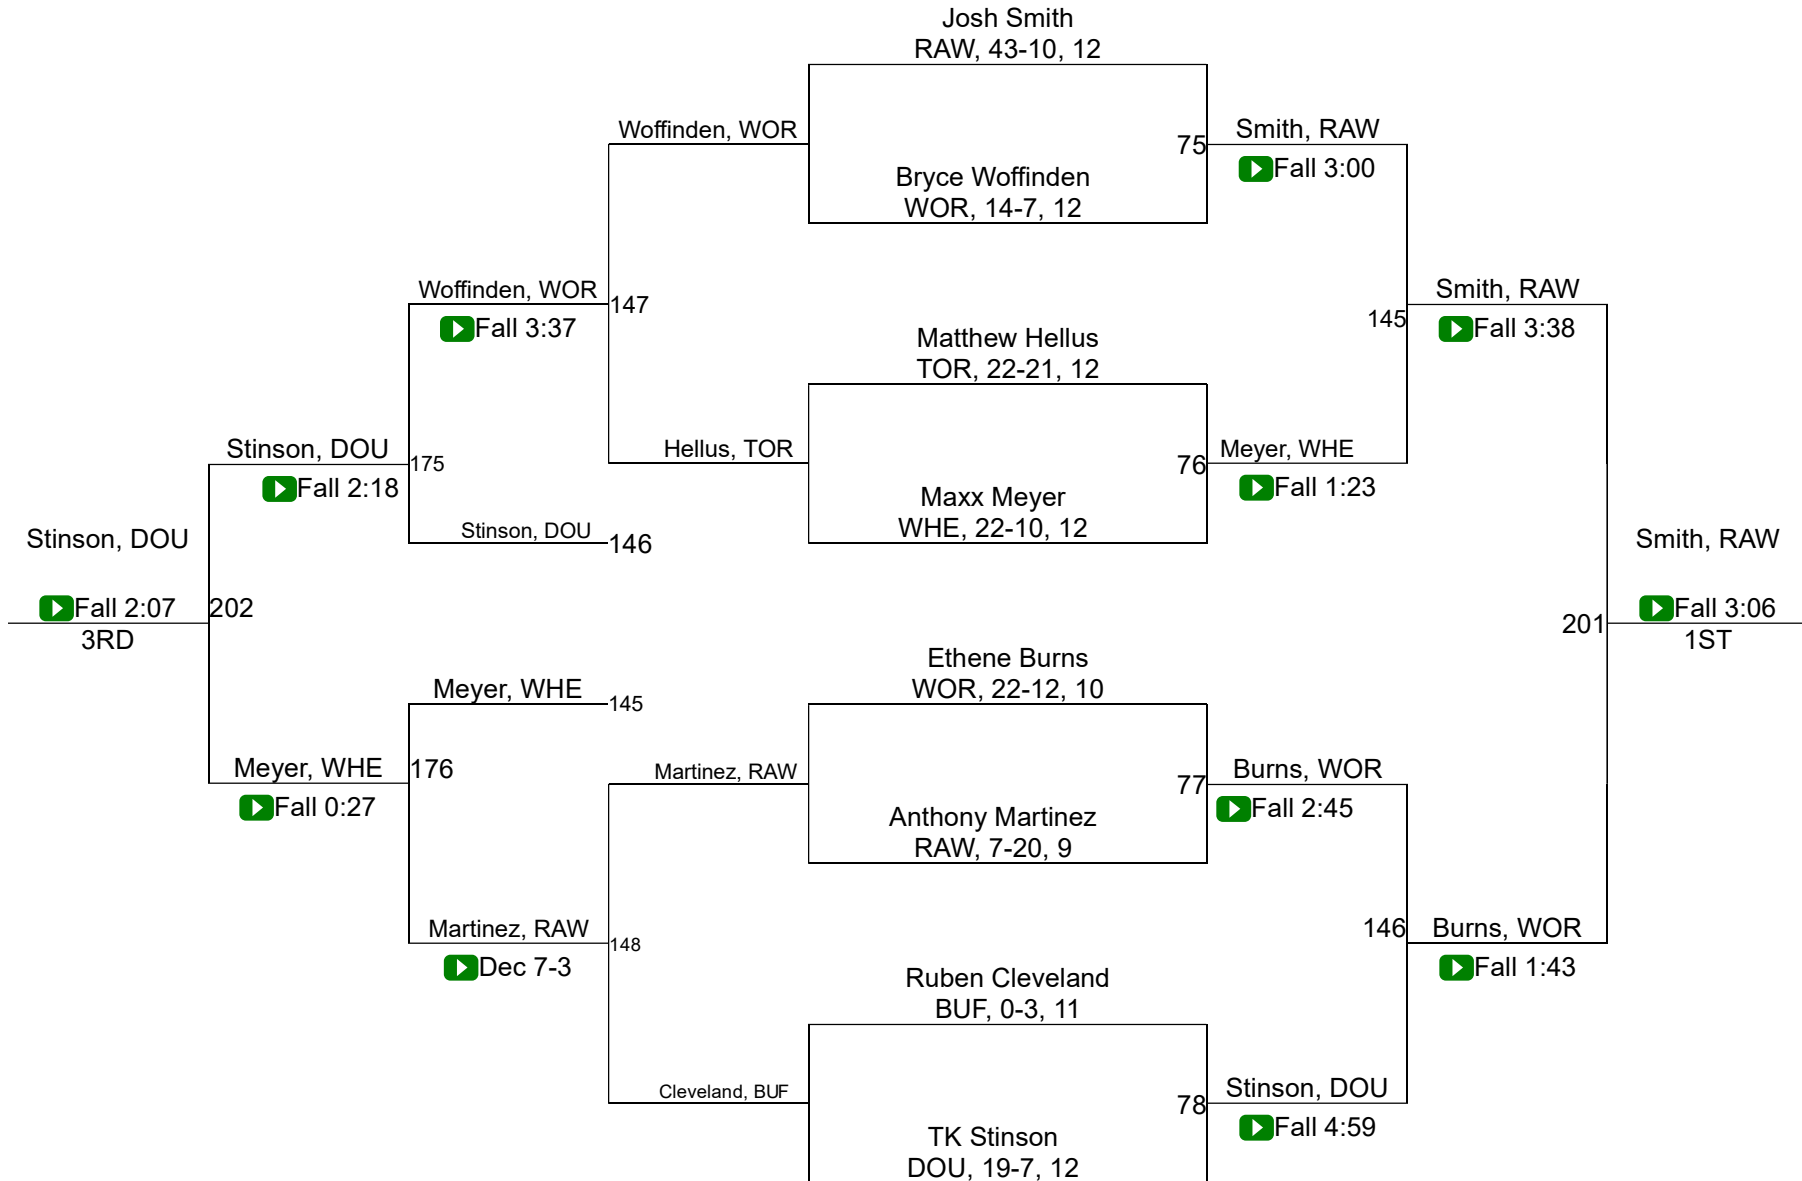 Josh Smith
RAW, 43-10, 12
Woffinden, WOR
75
Smith, RAW
Fall 3:00
Bryce Woffinden
WOR, 14-7, 12
Woffinden, WOR
147
Fall 3:37
145
Smith, RAW
Fall 3:38
Matthew Hellus
TOR, 22-21, 12
Stinson, DOU
175
Fall 2:18
Hellus, TOR
76
Meyer, WHE
Fall 1:23
Maxx Meyer
WHE, 22-10, 12
Stinson, DOU
146
Stinson, DOU
Fall 2:07
202
3RD
Smith, RAW
201
Fall 3:06
1ST
Ethene Burns
WOR, 22-12, 10
Meyer, WHE
145
Meyer, WHE
176
Fall 0:27
Martinez, RAW
77
Burns, WOR
Fall 2:45
Anthony Martinez
RAW, 7-20, 9
Martinez, RAW
148
Dec 7-3
146
Burns, WOR
Fall 1:43
Ruben Cleveland
BUF, 0-3, 11
Cleveland, BUF
78
Stinson, DOU
Fall 4:59
TK Stinson
DOU, 19-7, 12